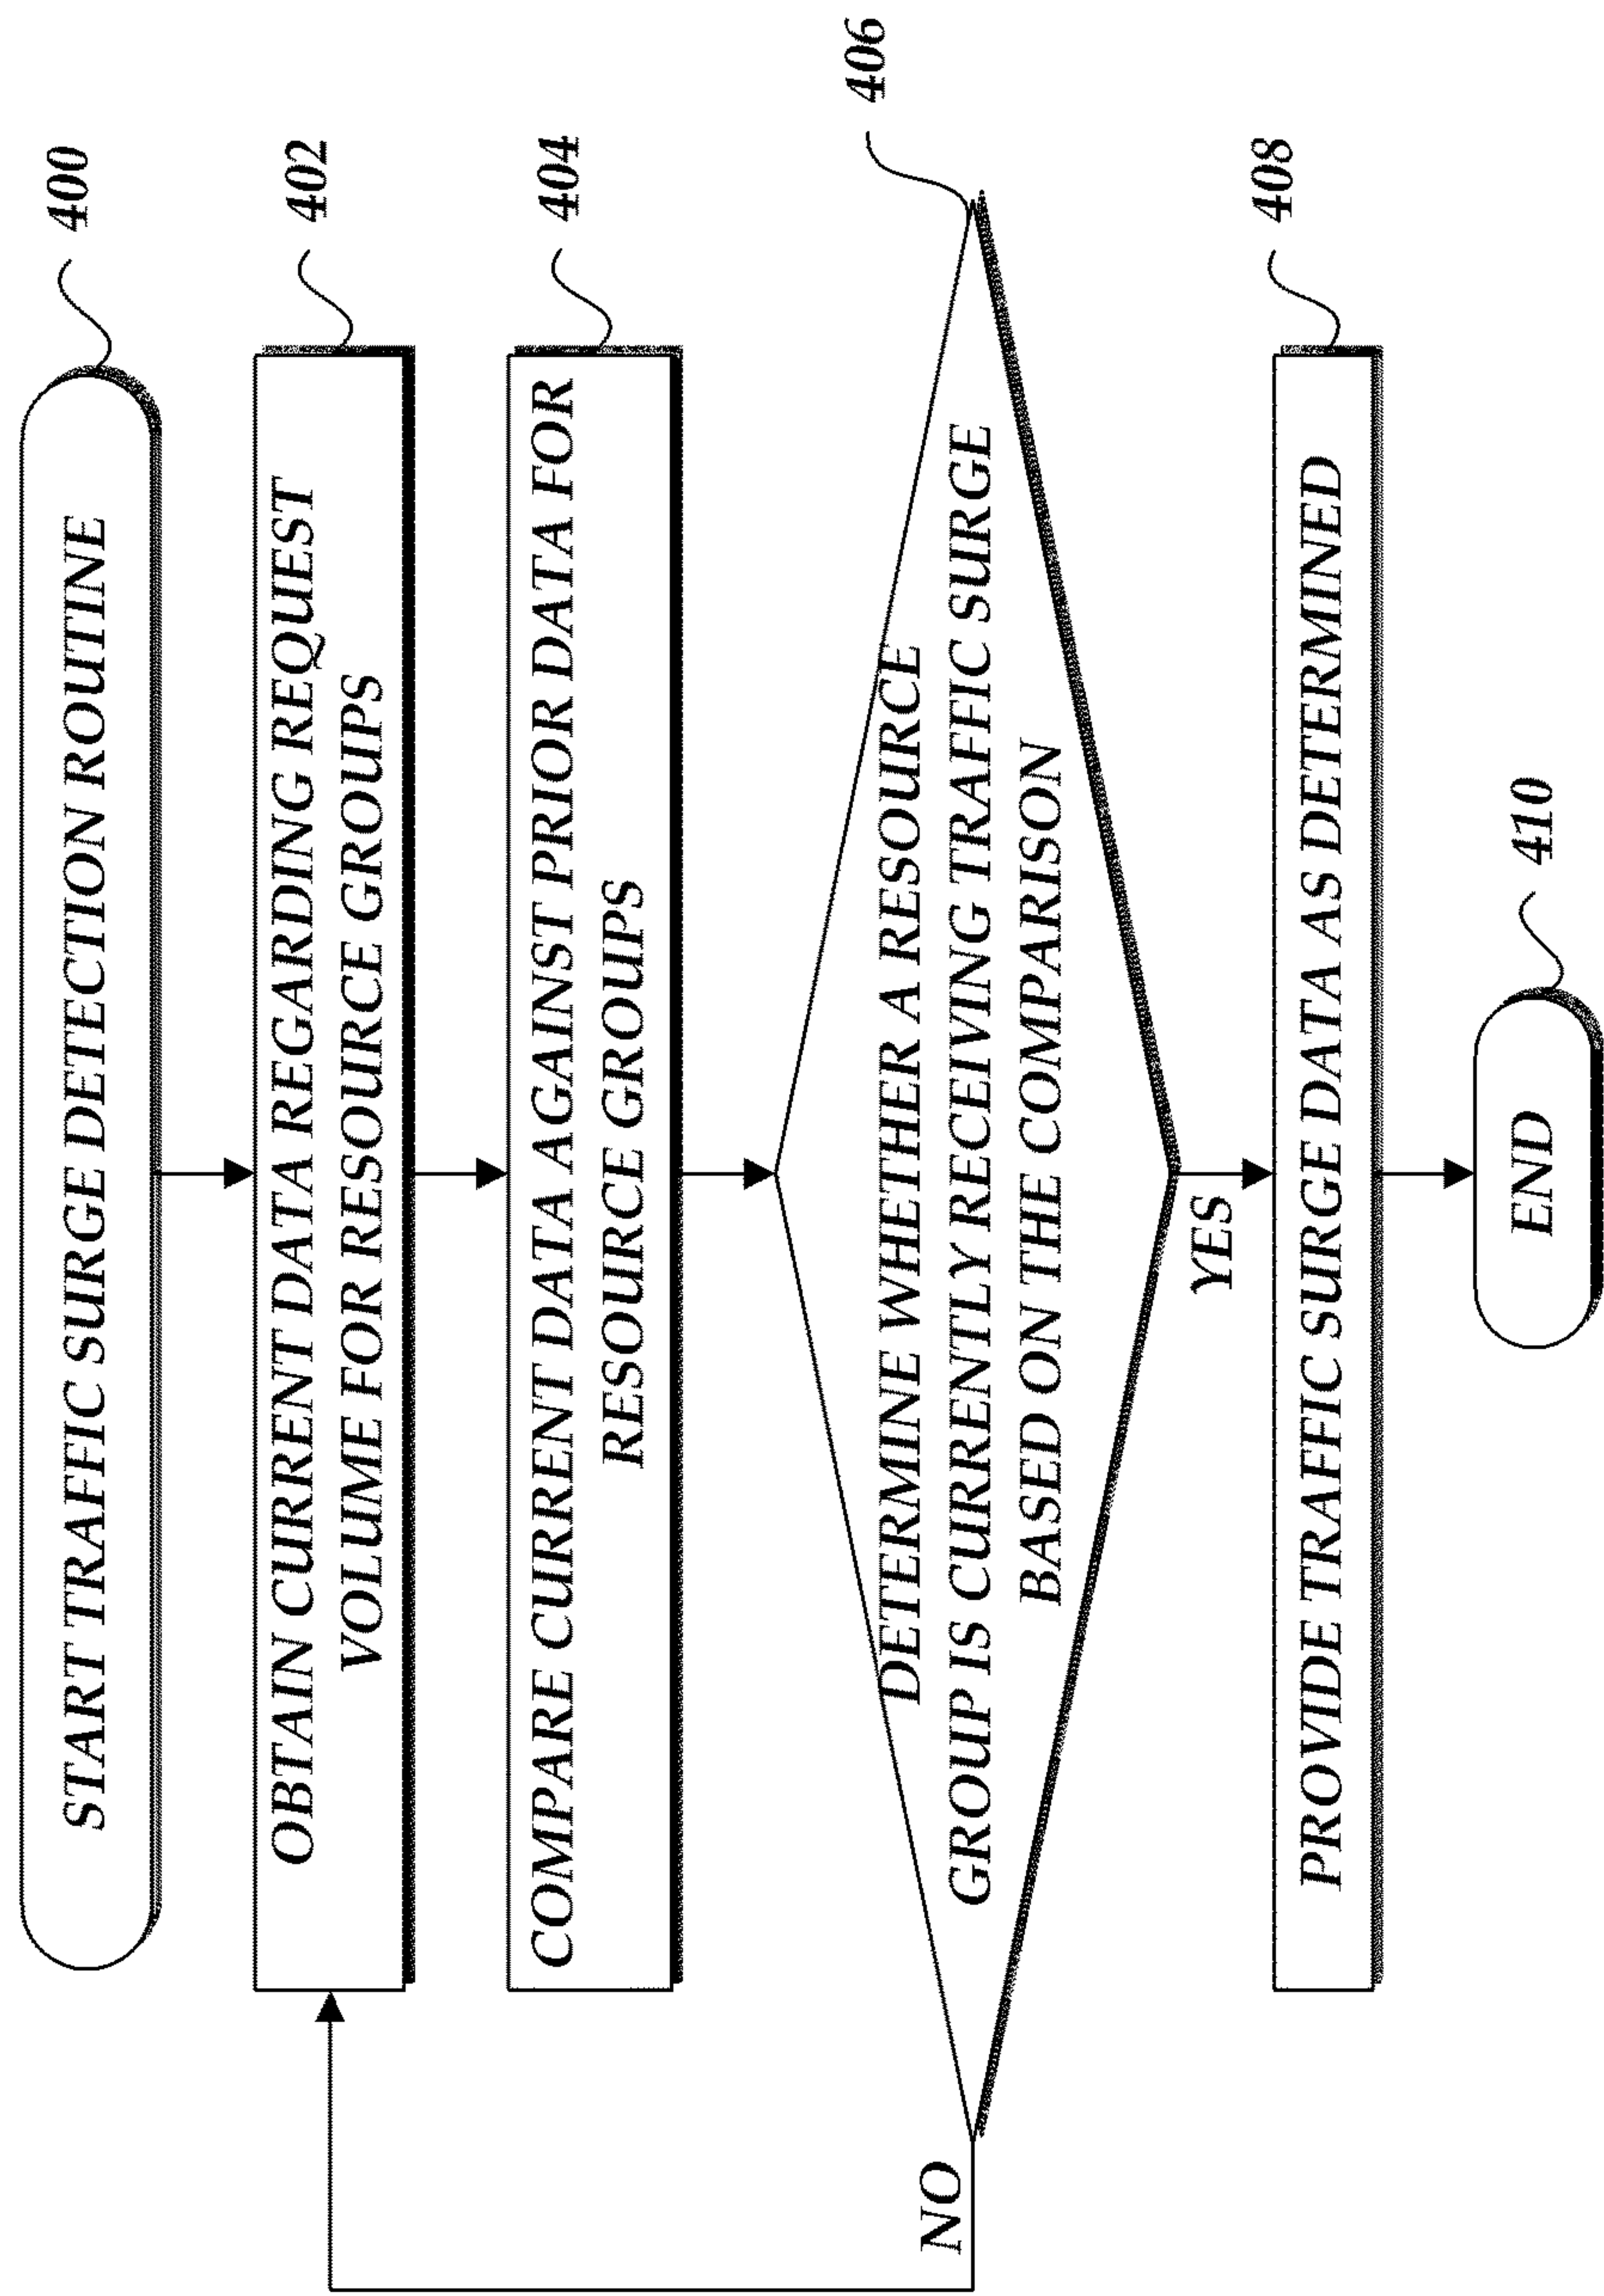 400
START TRAFFIC SURGE DETECTION ROUTINE
402
OBTAIN CURRENT DATA REGARDING REQUEST
VOLUME FOR RESOURCE GROUPS
404
COMPARE CURRENT DATA AGAINST PRIOR DATA FOR
RESOURCE GROUPS
406
DETERMINE WHETHER A RESOURCE
GROUP IS CURRENTLY RECEIVING TRAFFIC SURGE
BASED ON THE COMPARISON
NO
YES
408
PROVIDE TRAFFIC SURGE DATA AS DETERMINED
410
END